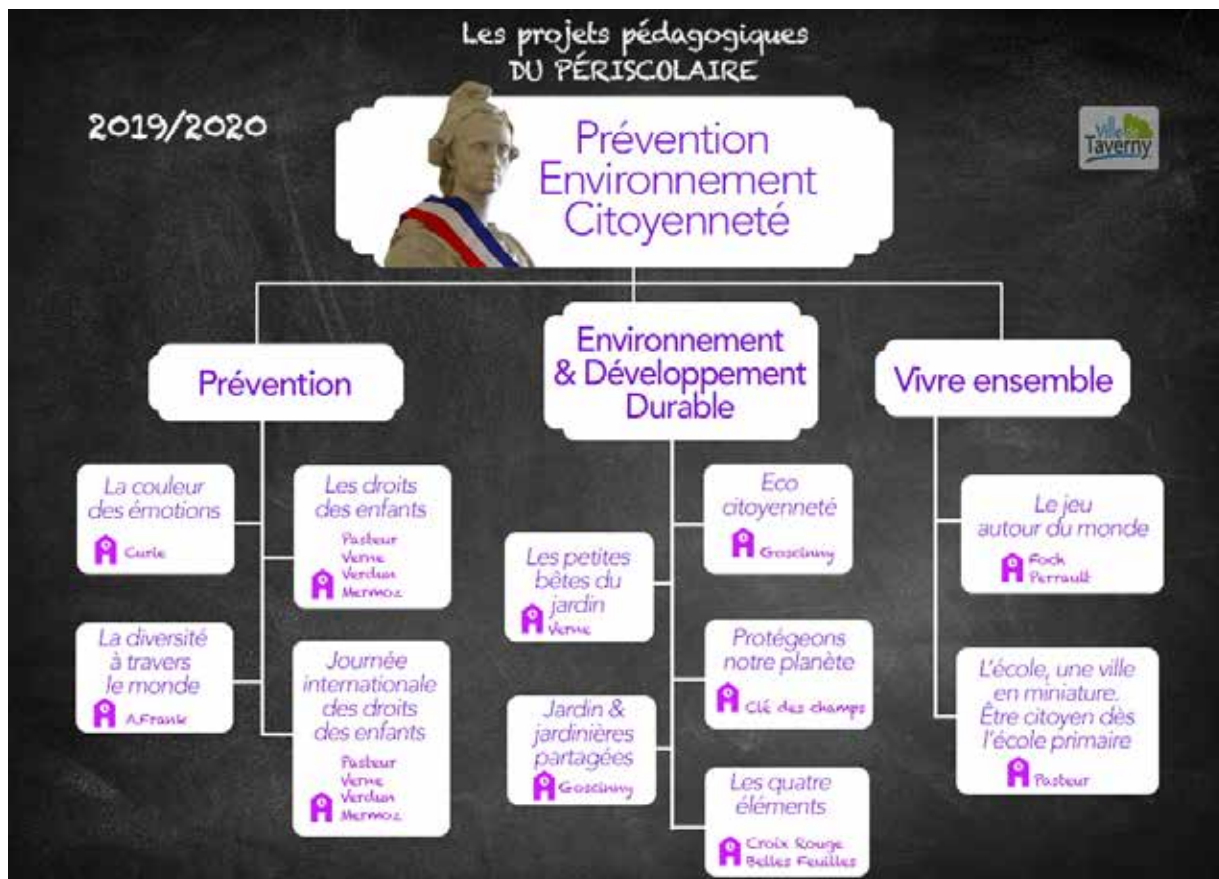 Les projets pédagogiques
DU PÉRISCOLAIRE
2019/2020
Prévention
Environnement
Citoyenneté
Ville de
Taverny
Prévention
La couleur
des émotions
Curie
Les droits
des enfants
Pasteur
Verne
Verdun
Mermoz
La diversité
à travers
le monde
A.Frank
Journée
internationale
des droits
des enfants
Pasteur
Verne
Verdun
Mermoz
Environnement
& Développement
Durable
Eco
citoyenneté
Goscinny
Les petites
bêtes du
jardin
Verne
Protégeons
notre planète
Clé des champs
Jardin &
jardinières
partagées
Goscinny
Les quatre
éléments
Croix Rouge
Belles Feuilles
Vivre ensemble
Le jeu
autour du monde
Foch
Perrault
L'école, une ville
en miniature.
Être citoyen dès
l'école primaire
Pasteur